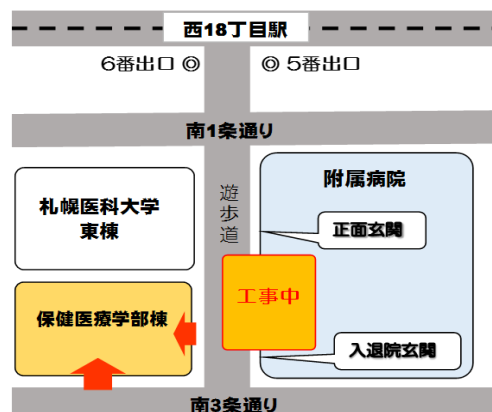 西18丁目駅
6番出口 ◎
◎ 5番出口
南1条通り
札幌医科大学
東棟
遊歩道
附属病院
正面玄関
工事中
保健医療学部棟
入退院玄関
南3条通り